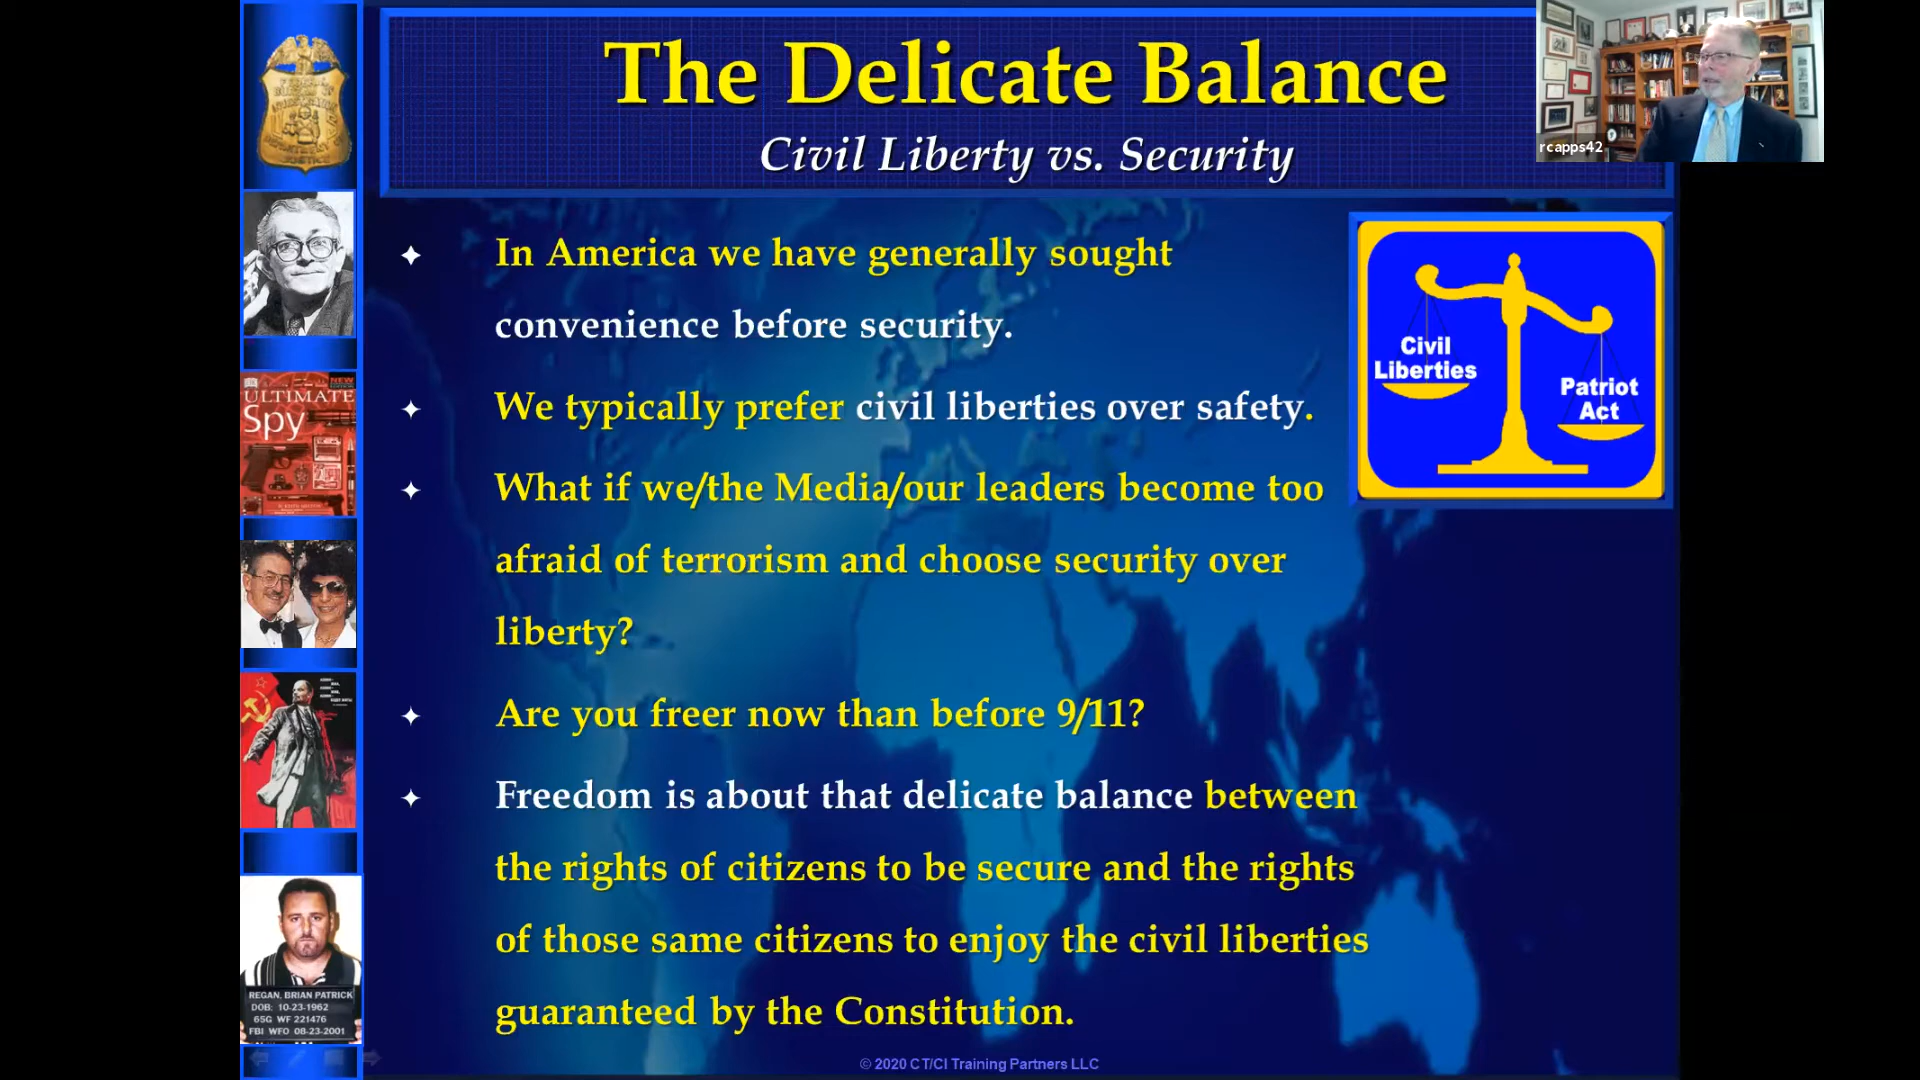 The Delicate Balance
Civil Liberty vs. Security
rcapps42
In America we have generally sought
convenience before security.
We typically prefer civil liberties over safety.
What if we/the Media/our leaders become too
afraid of terrorism and choose security over
liberty?
Are you freer now than before 9/11?
Freedom is about that delicate balance between
the rights of citizens to be secure and the rights
of those same citizens to enjoy the civil liberties
guaranteed by the Constitution.
Civil
Liberties
Patriot
Act
NEW
ULTIMATE
Spy
REGAN, BRIAN PATRICK
DOB: 10-23-1962
65G WF 221476
FBI WFO 08-23-2001
© 2020 CT/CI Training Partners LLC